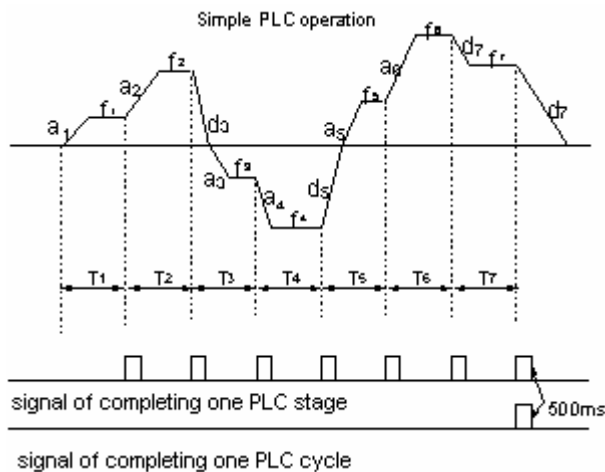 Simple PLC operation
a1 f1 a2 f2 d3 a3 f3 a4 f4 d5 a5 f5 a6 f6 d7 f7 d7
T1 T2 T3 T4 T5 T6 T7
signal of completing one PLC stage
500ms
signal of completing one PLC cycle